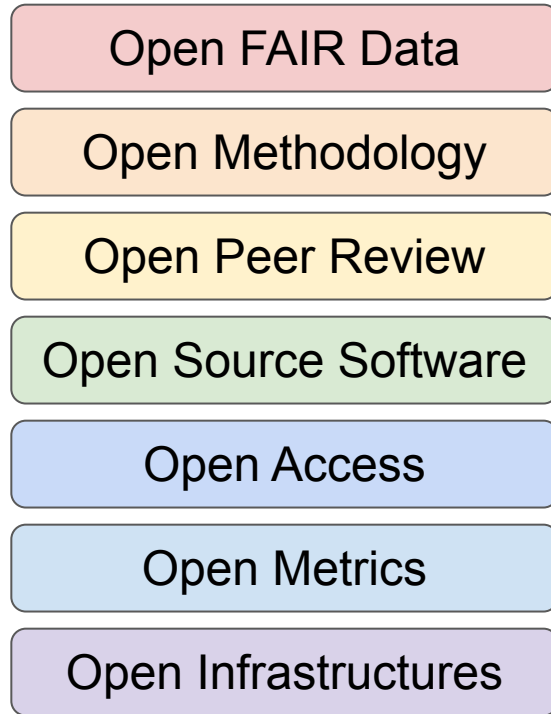 Open FAIR Data
Open Methodology
Open Peer Review
Open Source Software
Open Access
Open Metrics
Open Infrastructures